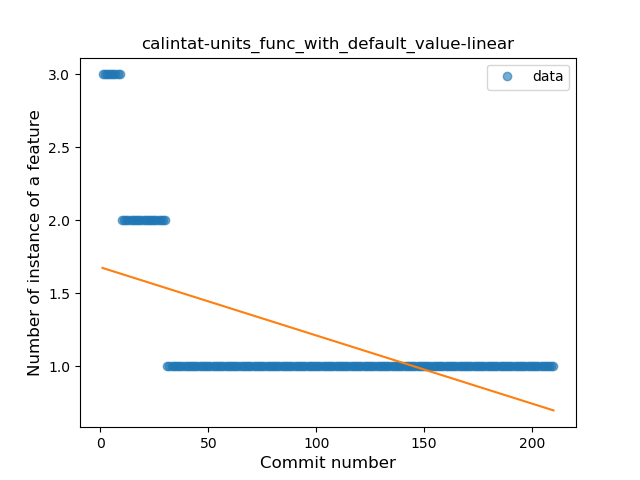 calintat-units_func_with_default_value-linear
data
Number of instance of a feature
3.0
2.5
2.0
1.5
1.0
0
50
100
150
200
Commit number